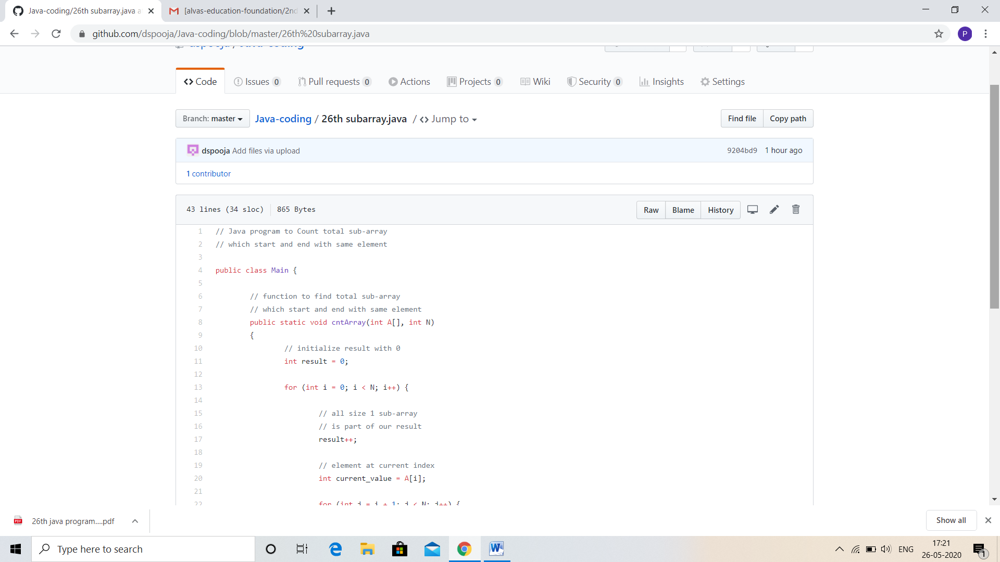 Java-coding/26th subarray.java a
[alvas-education-foundation/2nd
github.com/dspooja/Java-coding/blob/master/26th%20subarray.java
P
dspooja / Java-coding
Code
Issues 0
Pull requests 0
Actions
Projects 0
Wiki
Security 0
Insights
Settings
Branch: master
Java-coding / 26th subarray.java / <> Jump to
Find file
Copy path
dspooja Add files via upload
9204bd9 1 hour ago
1 contributor
43 lines (34 sloc) 865 Bytes
Raw
Blame
History
1 // Java program to Count total sub-array
2 // which start and end with same element
3
4 public class Main {
5
6 // function to find total sub-array
7 // which start and end with same element
8 public static void cntArray(int A[], int N)
9 {
10 // initialize result with 0
11 int result = 0;
12
13 for (int i = 0; i < N; i++) {
14
15 // all size 1 sub-array
16 // is part of our result
17 result++;
18
19 // element at current index
20 int current_value = A[i];
21
22 for (int j = i + 1; j < N; j++) {
PDF
26th java program....pdf
Show all
Type here to search
ENG
17:21
26-05-2020
1